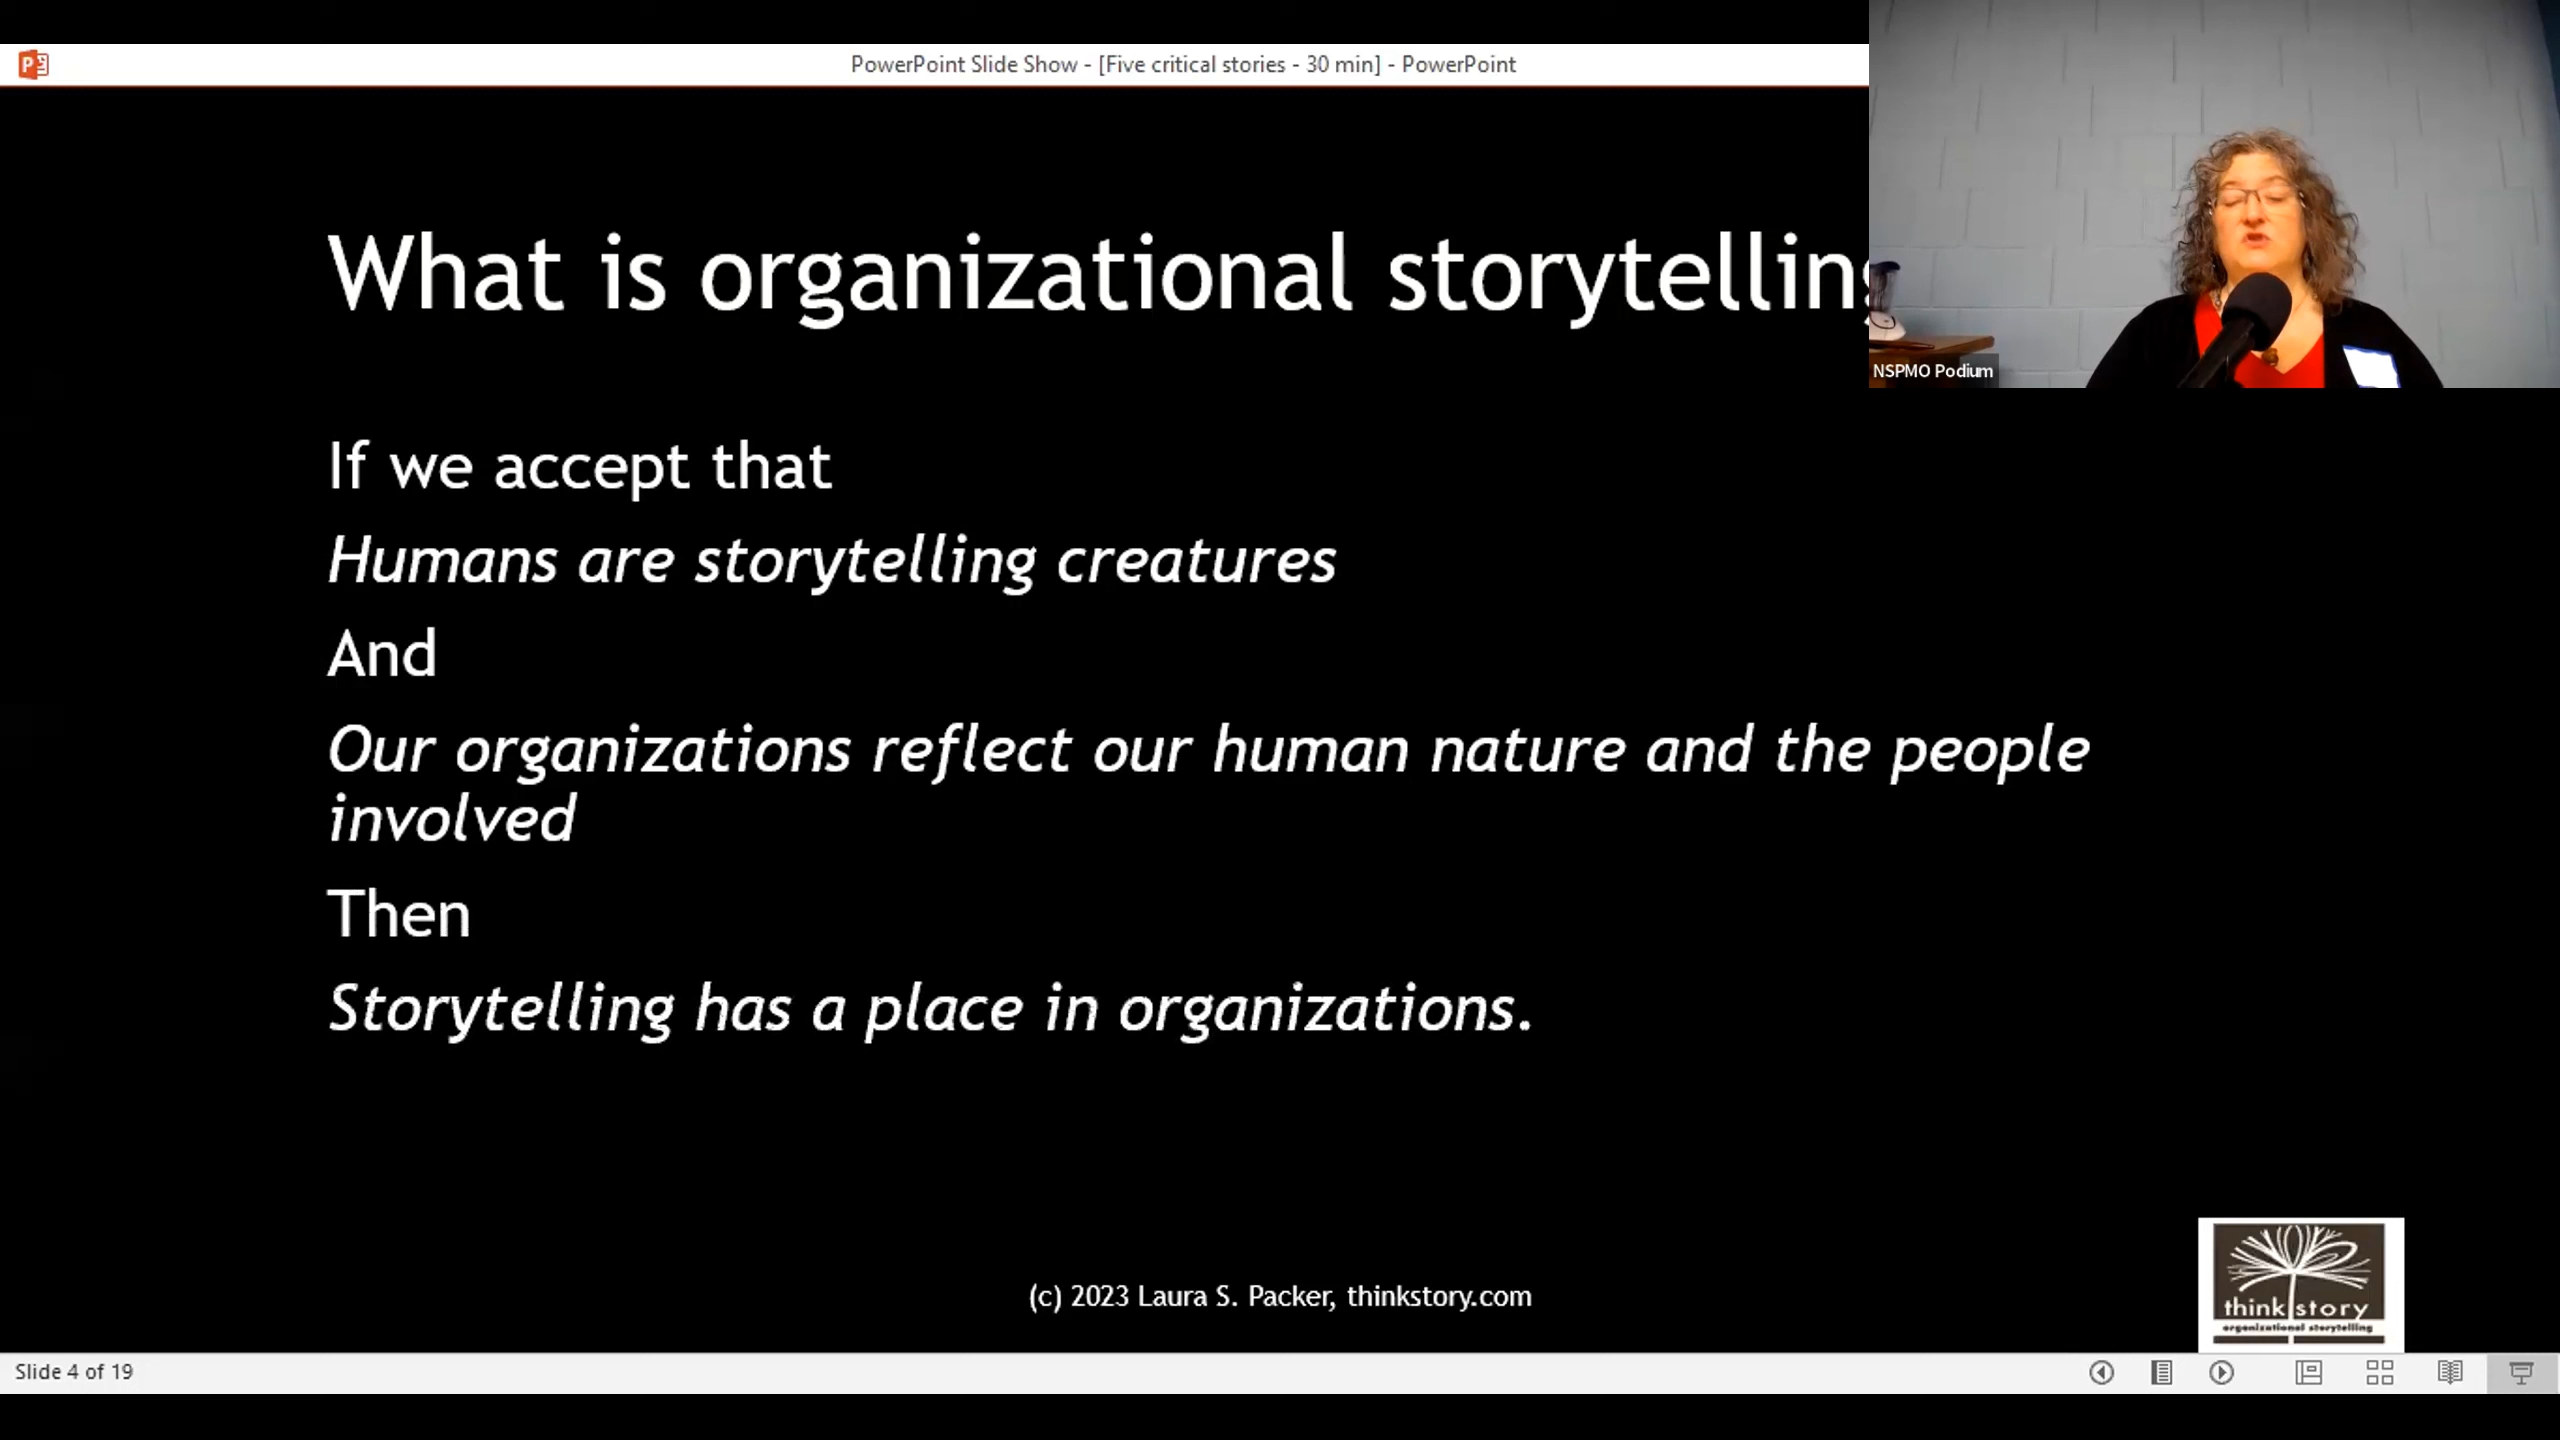 PowerPoint Slide Show - [Five critical stories - 30 min] - PowerPoint
What is organizational storytelling
NSPMO Podium
If we accept that
Humans are storytelling creatures
And
Our organizations reflect our human nature and the people
involved
Then
Storytelling has a place in organizations.
(c) 2023 Laura S. Packer, thinkstory.com
think story
organizational storytelling
Slide 4 of 19